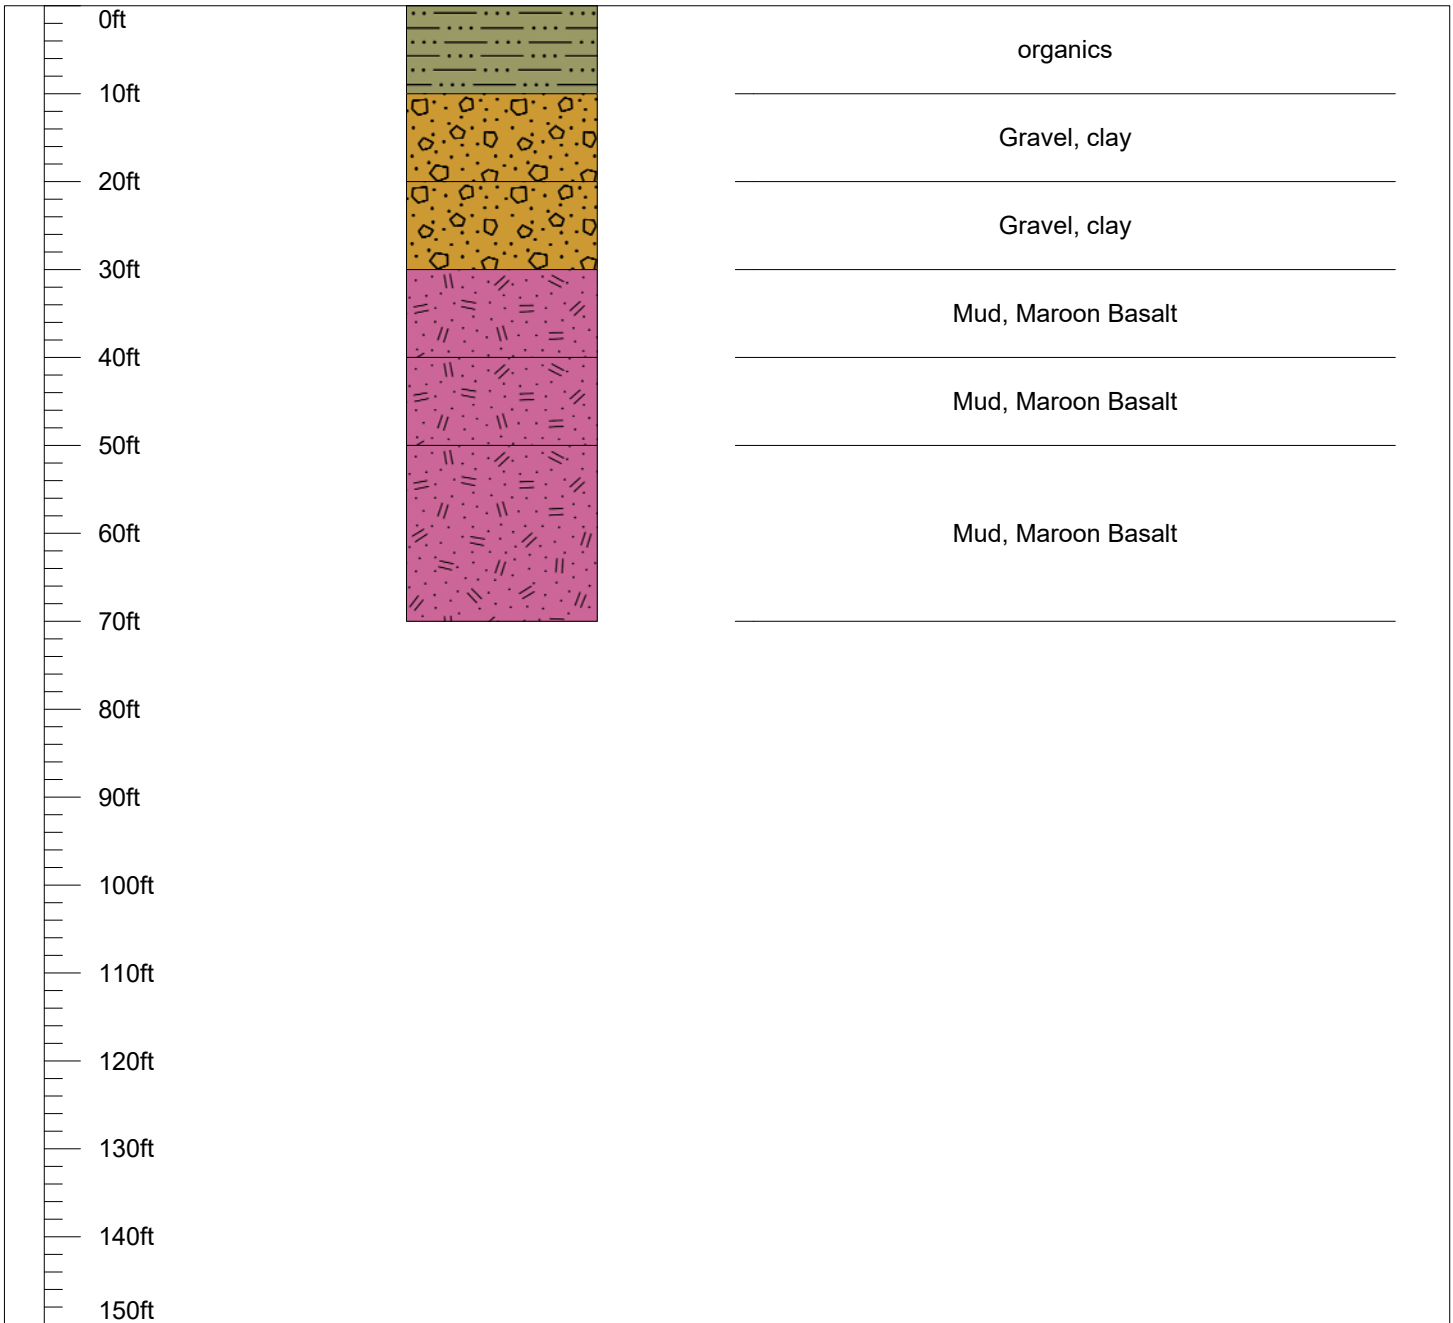 0ft
organics
10ft
Gravel, clay
20ft
Gravel, clay
30ft
Mud, Maroon Basalt
40ft
Mud, Maroon Basalt
50ft
Mud, Maroon Basalt
60ft
70ft
80ft
90ft
100ft
110ft
120ft
130ft
140ft
150ft